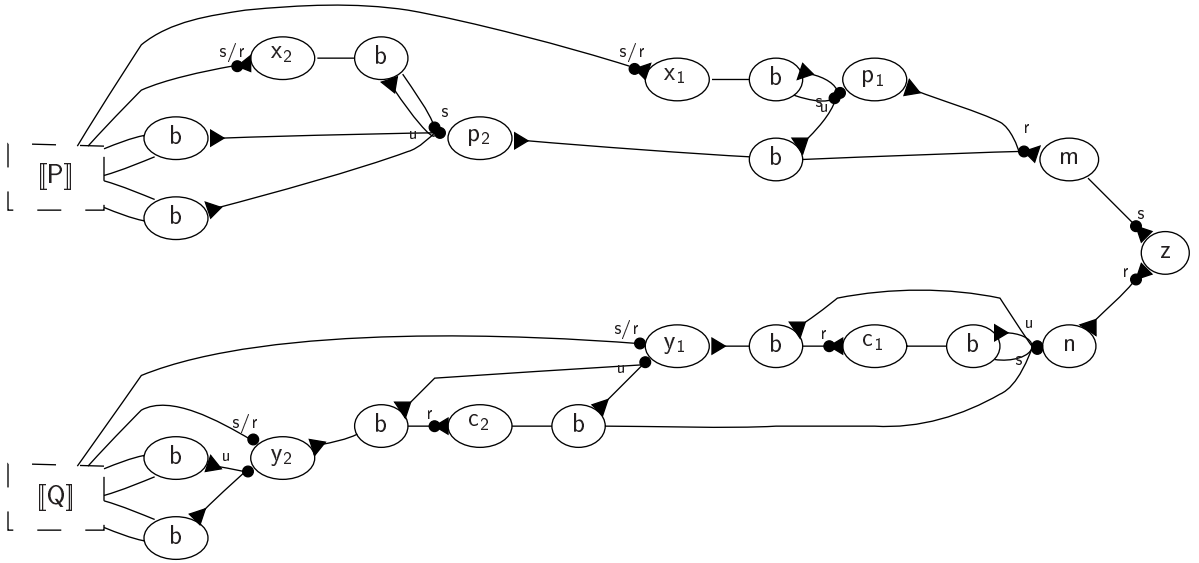 s/r x₂ b s/r x₁ b p₁
s u
b u s p₂ b r m
⟦P⟧
b
s
z
r
s/r y₁ b r c₁ b u s n
u
s/r b r c₂ b
b u y₂
⟦Q⟧
b